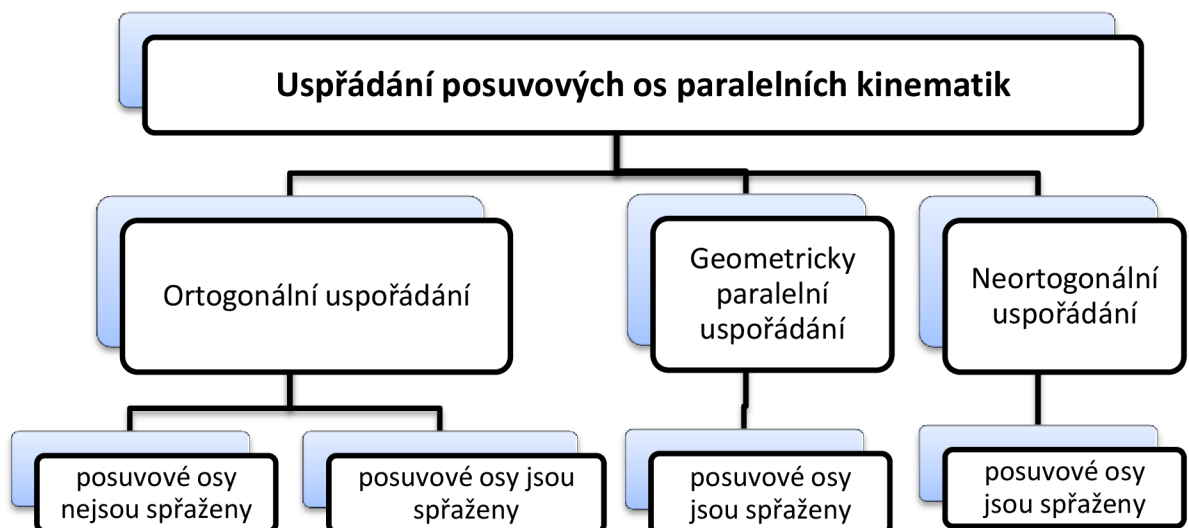 Uspřádání posuvových os paralelních kinematik
Ortogonální uspořádání
Geometricky
paralelní
uspořádání
Neortogonální
uspořádání
posuvové osy
nejsou spřaženy
posuvové osy jsou
spřaženy
posuvové osy
jsou spřaženy
posuvové osy
jsou spřaženy